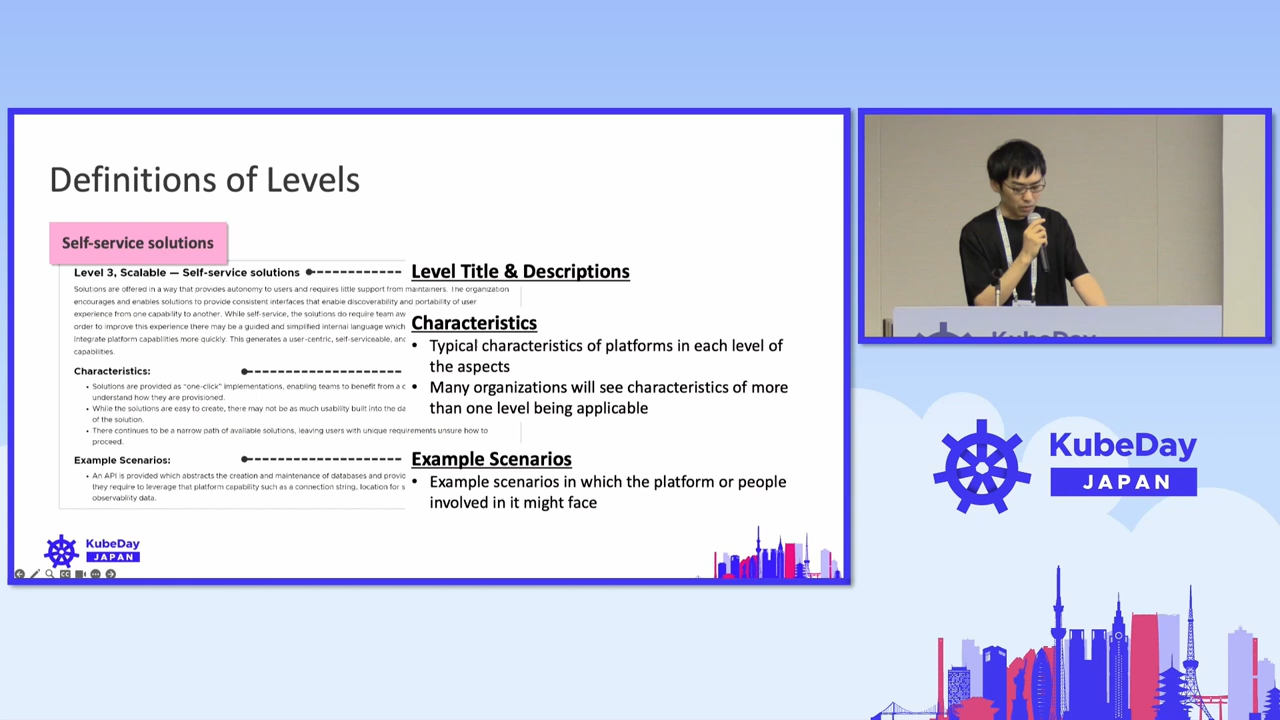 Definitions of Levels
Self-service solutions
Level 3, Scalable — Self-service solutions
Solutions are offered in a way that provides autonomy to users and requires little support from maintainers. The organization
encourages and enables solutions to provide consistent interfaces that enable discoverability and portability of user
experience from one capability to another. While self-service, the solutions do require team aw
order to improve this experience there may be a guided and simplified internal language which
Integrate platform capabilities more quickly. This generates a user-centric, self-serviceable, and
capabilities.
Characteristics:
• Solutions are provided as "one-click" implementations, enabling teams to benefit from a c
understand how they are provisioned.
• While the solutions are easy to create, there may not be as much usability built into the da
of the solution.
• There continues to be a narrow path of available solutions, leaving users with unique requirements unsure how to
proceed.
Example Scenarios:
• An API is provided which abstracts the creation and maintenance of databases and provid
they require to leverage that platform capability such as a connection string, location for s
observability data.
Level Title & Descriptions
Characteristics
• Typical characteristics of platforms in each level of
the aspects
• Many organizations will see characteristics of more
than one level being applicable
Example Scenarios
• Example scenarios in which the platform or people
involved in it might face
KubeDay
JAPAN
KubeDay
KubeDay
JAPAN